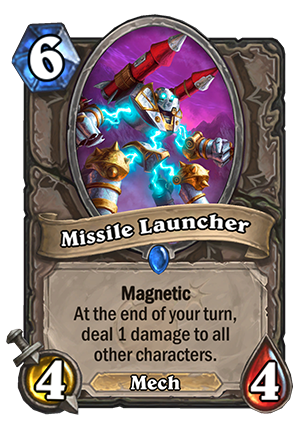 6
Missile Launcher
Magnetic
At the end of your turn,
deal 1 damage to all
other characters.
4
Mech
4